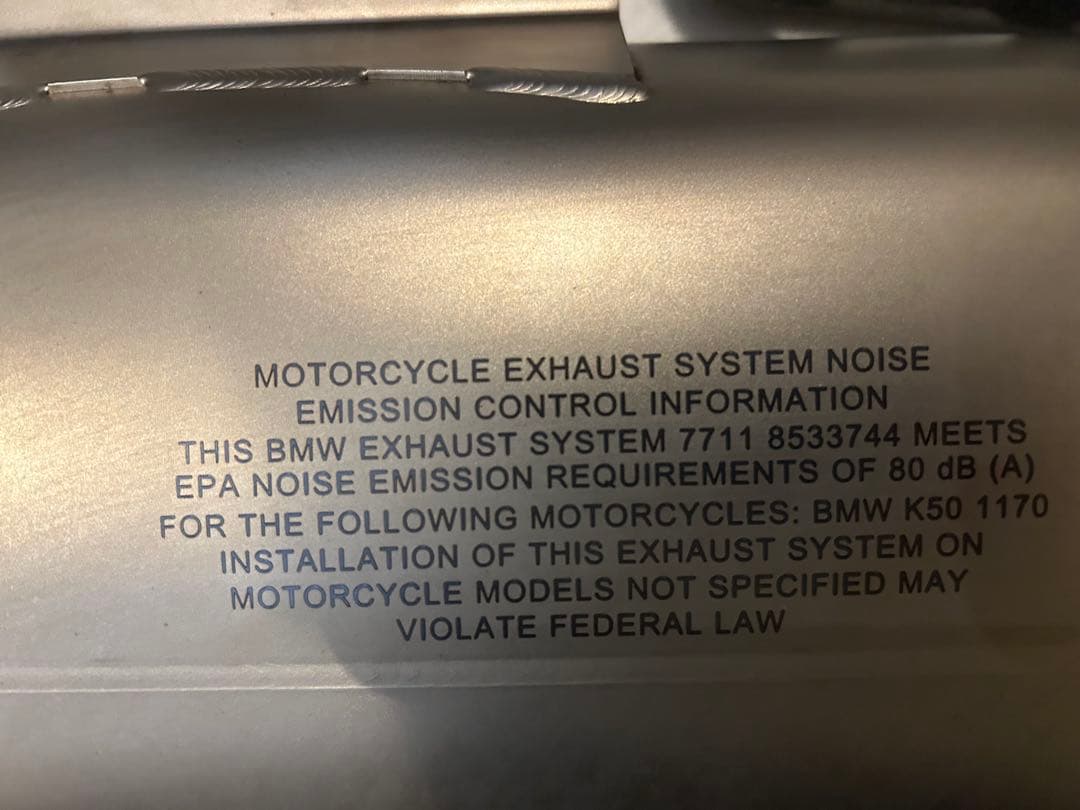 MOTORCYCLE EXHAUST SYSTEM NOISE
EMISSION CONTROL INFORMATION
THIS BMW EXHAUST SYSTEM 7711 8533744 MEETS
EPA NOISE EMISSION REQUIREMENTS OF 80 dB (A)
FOR THE FOLLOWING MOTORCYCLES: BMW K50 1170
INSTALLATION OF THIS EXHAUST SYSTEM ON
MOTORCYCLE MODELS NOT SPECIFIED MAY
VIOLATE FEDERAL LAW